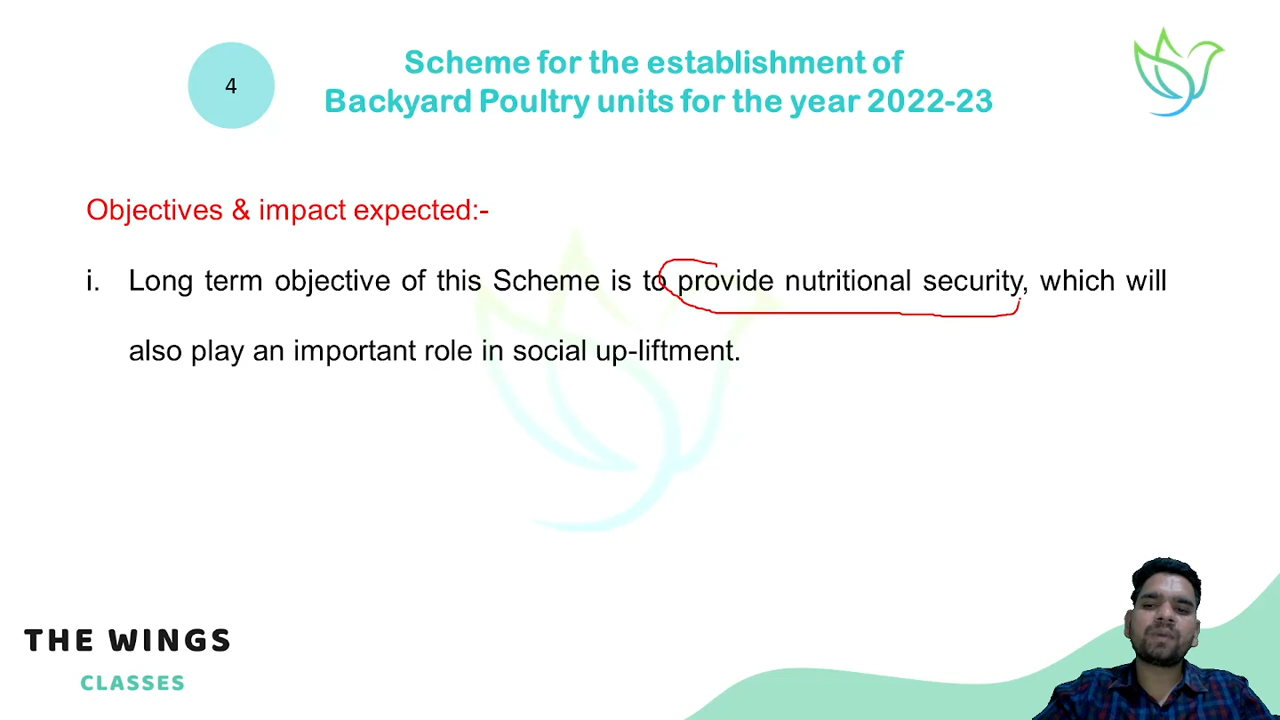 4
Scheme for the establishment of
Backyard Poultry units for the year 2022-23
Objectives & impact expected:-
i. Long term objective of this Scheme is to provide nutritional security, which will
also play an important role in social up-liftment.
THE WINGS
CLASSES